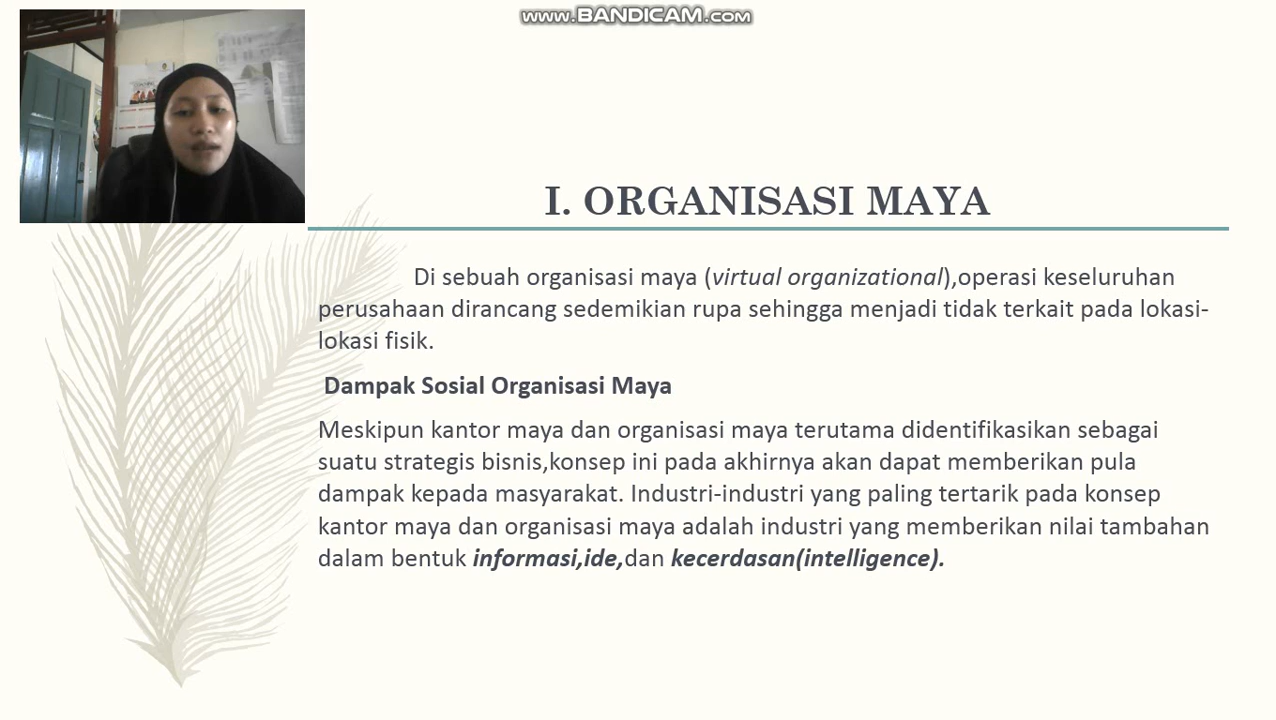 www.BANDICAM.com
I. ORGANISASI MAYA
Di sebuah organisasi maya (virtual organizational),operasi keseluruhan
perusahaan dirancang sedemikian rupa sehingga menjadi tidak terkait pada lokasi-
lokasi fisik.
Dampak Sosial Organisasi Maya
Meskipun kantor maya dan organisasi maya terutama didentifikasikan sebagai
suatu strategis bisnis,konsep ini pada akhirnya akan dapat memberikan pula
dampak kepada masyarakat. Industri-industri yang paling tertarik pada konsep
kantor maya dan organisasi maya adalah industri yang memberikan nilai tambahan
dalam bentuk informasi,ide,dan kecerdasan(intelligence).